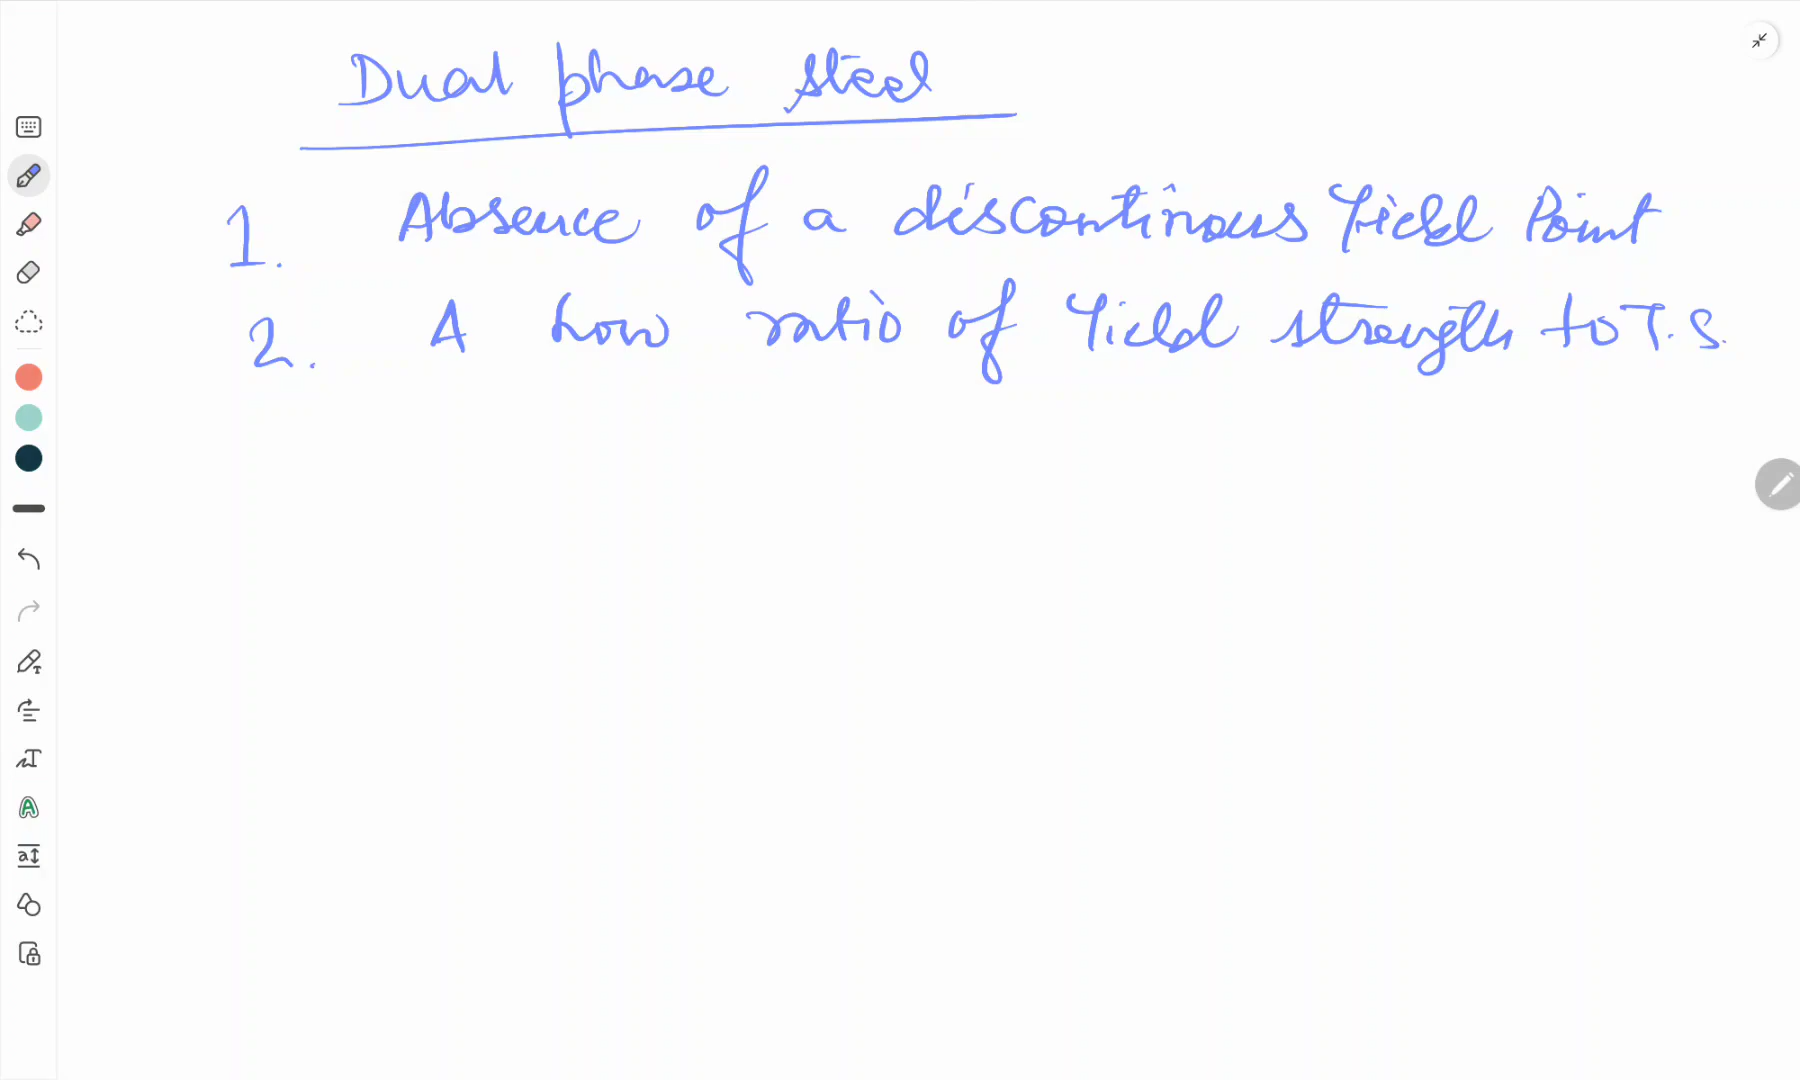 Dual phase steel
1. Absence of a discontinous Yield Point
2. A Low ratio of Yield strength to T.S.